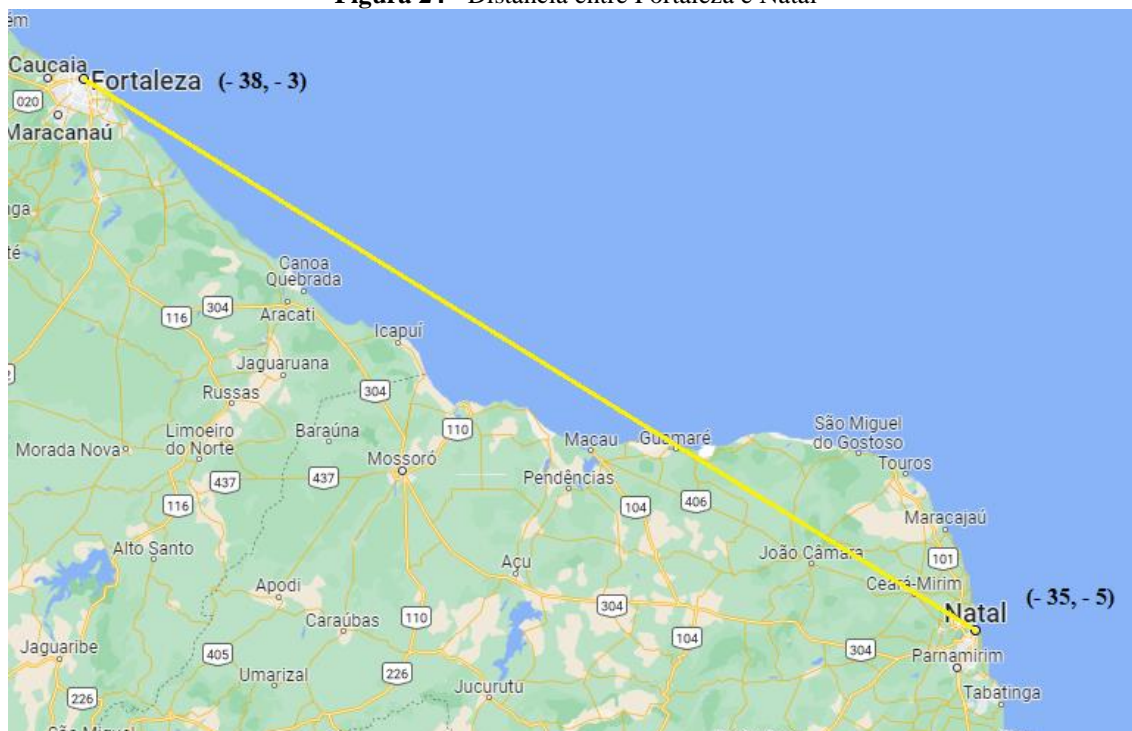 Figura 24 - Distância entre Fortaleza e Natal
Caucaia
Fortaleza (- 38, - 3)
020
Maracanaú
Canoa
Quebrada
304
116
Aracati
Icapuí
Jaguaruana
304
Russas
Limoeiro
do Norte
Baraúna
110
Morada Nova
Mossoró
437
437
116
Macau
Guamaré
São Miguel
do Gostoso
Touros
Pendências
406
104
Maracajaú
Alto Santo
João Câmara
101
Açu
Ceará-Mirim
Apodi
304
Natal (- 35, - 5)
Caraúbas
110
104
304
Jaguaribe
405
Parnamirim
Umarizal
226
226
Jucurutu
Tabatinga